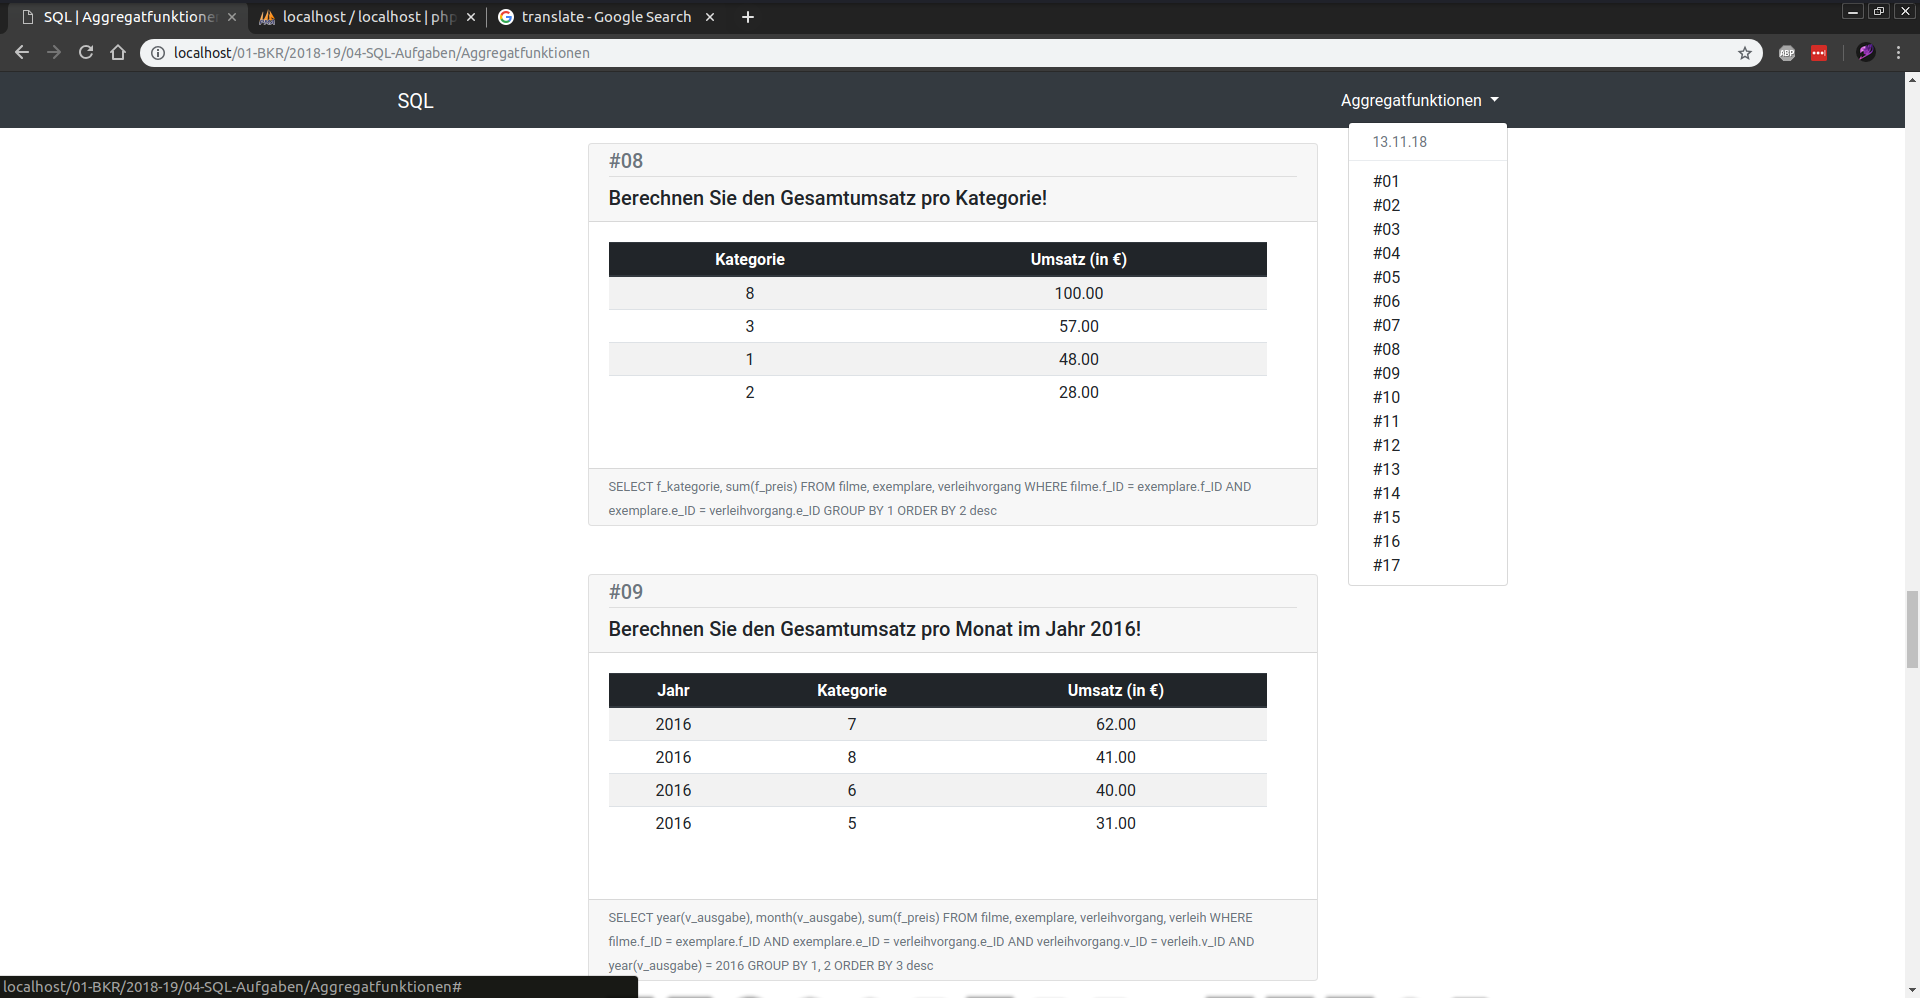 SQL | Aggregatfunktionen
localhost / localhost | php
translate - Google Search
localhost/01-BKR/2018-19/04-SQL-Aufgaben/Aggregatfunktionen
ABP
SQL
Aggregatfunktionen
13.11.18
#01
#02
#03
#04
#05
#06
#07
#08
#09
#10
#11
#12
#13
#14
#15
#16
#17
#08
Berechnen Sie den Gesamtumsatz pro Kategorie!
Kategorie Umsatz (in €)
8 100.00
3 57.00
1 48.00
2 28.00
SELECT f_kategorie, sum(f_preis) FROM filme, exemplare, verleihvorgang WHERE filme.f_ID = exemplare.f_ID AND
exemplare.e_ID = verleihvorgang.e_ID GROUP BY 1 ORDER BY 2 desc
#09
Berechnen Sie den Gesamtumsatz pro Monat im Jahr 2016!
Jahr Kategorie Umsatz (in €)
2016 7 62.00
2016 8 41.00
2016 6 40.00
2016 5 31.00
SELECT year(v_ausgabe), month(v_ausgabe), sum(f_preis) FROM filme, exemplare, verleihvorgang, verleih WHERE
filme.f_ID = exemplare.f_ID AND exemplare.e_ID = verleihvorgang.e_ID AND verleihvorgang.v_ID = verleih.v_ID AND
year(v_ausgabe) = 2016 GROUP BY 1, 2 ORDER BY 3 desc
localhost/01-BKR/2018-19/04-SQL-Aufgaben/Aggregatfunktionen#